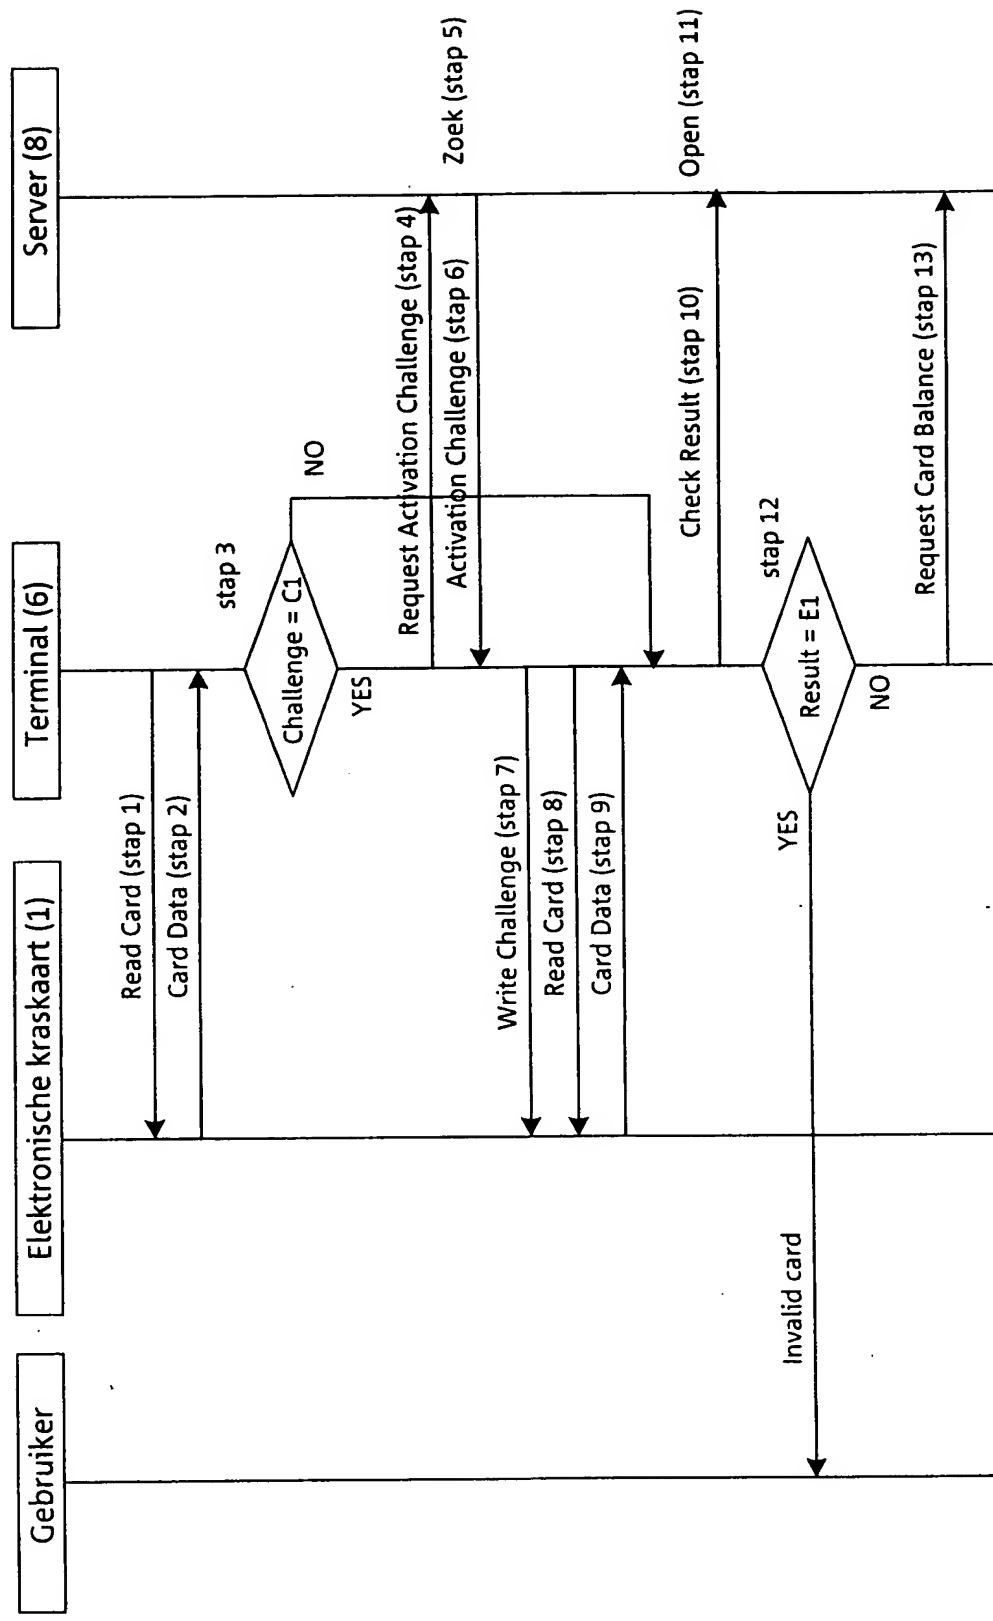 Gebruiker
Elektronische kraskaart (1)
Terminal (6)
Server (8)
Read Card (stap 1)
Card Data (stap 2)
stap 3
Challenge = C1
NO
YES
Request Activation Challenge (stap 4)
Zoek (stap 5)
Activation Challenge (stap 6)
Write Challenge (stap 7)
Read Card (stap 8)
Card Data (stap 9)
Check Result (stap 10)
Open (stap 11)
stap 12
Result = E1
YES
NO
Invalid card
Request Card Balance (stap 13)